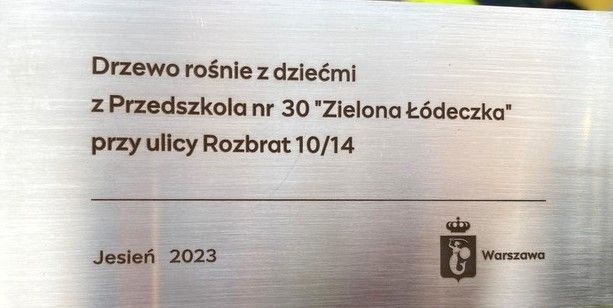 Drzewo rośnie z dziećmi
z Przedszkola nr 30 "Zielona Łódeczka"
przy ulicy Rozbrat 10/14
Jesień 2023
Warszawa